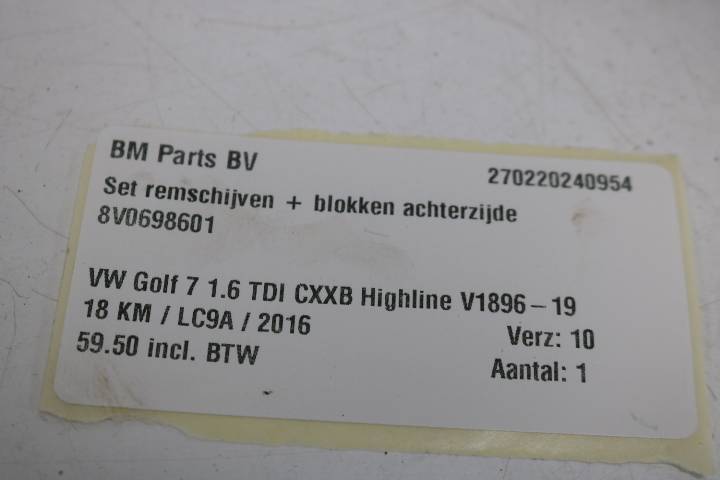 BM Parts BV 270220240954
Set remschijven + blokken achterzijde
8V0698601
VW Golf 7 1.6 TDI CXXB Highline V1896-19
18 KM / LC9A / 2016 Verz: 10
59.50 incl. BTW Aantal: 1